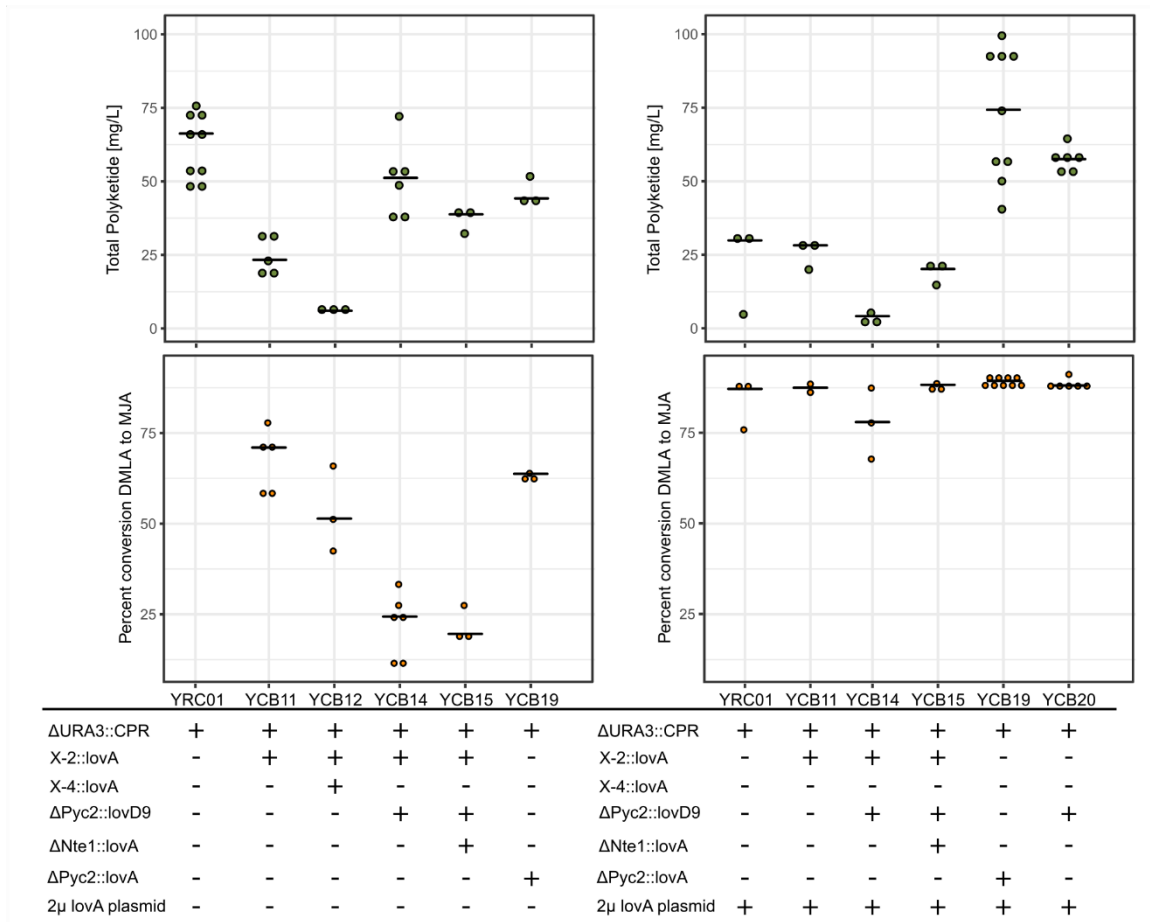 Total Polyketide [mg/L]
100
75
50
25
0
Total Polyketide [mg/L]
100
75
50
25
0
Percent conversion DMLA to MJA
75
50
25
Percent conversion DMLA to MJA
75
50
25
YRC01 YCB11 YCB12 YCB14 YCB15 YCB19
YRC01 YCB11 YCB14 YCB15 YCB19 YCB20
ΔURA3::CPR + + + + + +
X-2::lovA - + + + + -
X-4::lovA - - + - - -
ΔPyc2::lovD9 - - - + + -
ΔNte1::lovA - - - - + -
ΔPyc2::lovA - - - - - +
2μ lovA plasmid - - - - - -
ΔURA3::CPR + + + + + +
X-2::lovA - + + + - -
X-4::lovA - - - - - -
ΔPyc2::lovD9 - - + + - +
ΔNte1::lovA - - - + - -
ΔPyc2::lovA - - - - + -
2μ lovA plasmid + + + + + +